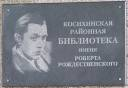 КОСИХИНСКАЯ
РАЙОННАЯ
БИБЛИОТЕКА
ИМЕНИ
РОБЕРТА
РОЖДЕСТВЕНСКОГО